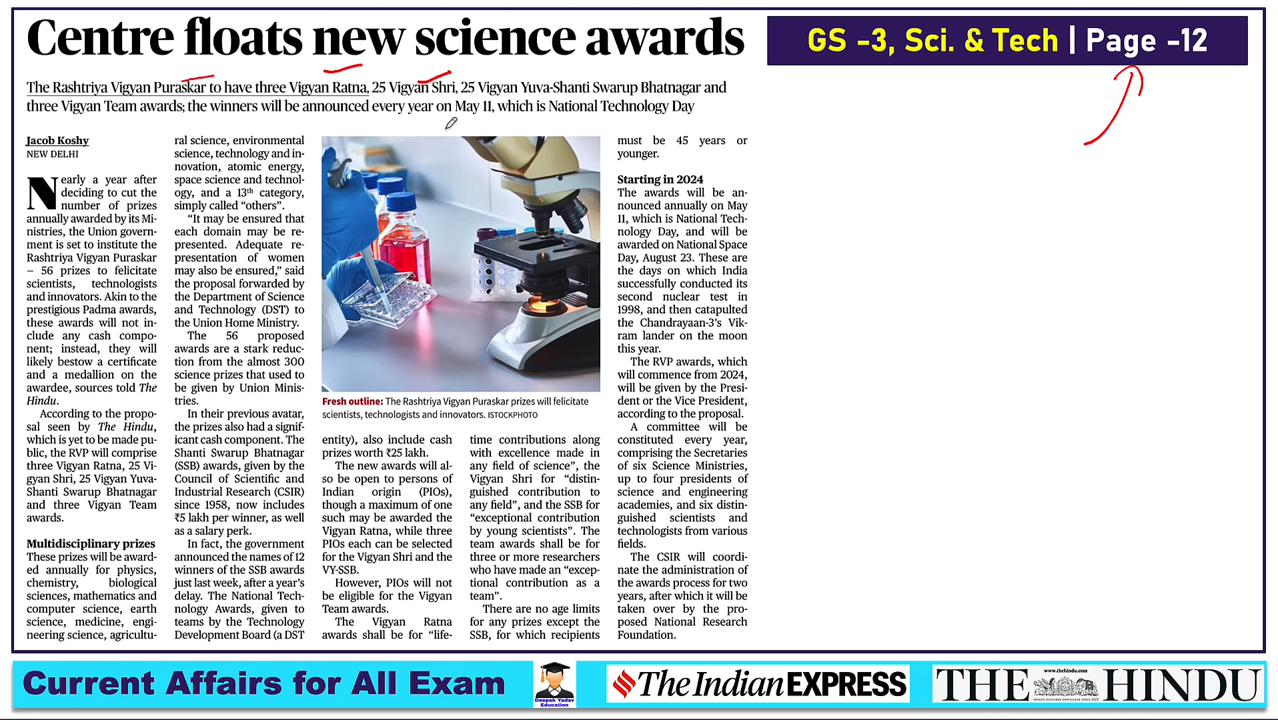 Centre floats new science awards
GS -3, Sci. & Tech | Page -12
The Rashtriya Vigyan Puraskar to have three Vigyan Ratna, 25 Vigyan Shri, 25 Vigyan Yuva-Shanti Swarup Bhatnagar and
three Vigyan Team awards; the winners will be announced every year on May 11, which is National Technology Day
Jacob Koshy
NEW DELHI
Nearly a year after
deciding to cut the
number of prizes
annually awarded by its Mi-
nistries, the Union govern-
ment is set to institute the
Rashtriya Vigyan Puraskar
— 56 prizes to felicitate
scientists, technologists
and innovators. Akin to the
prestigious Padma awards,
these awards will not in-
clude any cash compo-
nent; instead, they will
likely bestow a certificate
and a medallion on the
awardee, sources told The
Hindu.
According to the propo-
sal seen by The Hindu,
which is yet to be made pu-
blic, the RVP will comprise
three Vigyan Ratna, 25 Vi-
gyan Shri, 25 Vigyan Yuva-
Shanti Swarup Bhatnagar
and three Vigyan Team
awards.
Multidisciplinary prizes
These prizes will be award-
ed annually for physics,
chemistry, biological
sciences, mathematics and
computer science, earth
science, medicine, engi-
neering science, agricultu-
ral science, environmental
science, technology and in-
novation, atomic energy,
space science and technol-
ogy, and a 13th category,
simply called “others”.
“It may be ensured that
each domain may be re-
presented. Adequate re-
presentation of women
may also be ensured,” said
the proposal forwarded by
the Department of Science
and Technology (DST) to
the Union Home Ministry.
The 56 proposed
awards are a stark reduc-
tion from the almost 300
science prizes that used to
be given by Union Minis-
tries.
In their previous avatar,
the prizes also had a signif-
icant cash component. The
Shanti Swarup Bhatnagar
(SSB) awards, given by the
Council of Scientific and
Industrial Research (CSIR)
since 1958, now includes
₹5 lakh per winner, as well
as a salary perk.
In fact, the government
announced the names of 12
winners of the SSB awards
just last week, after a year’s
delay. The National Tech-
nology Awards, given to
teams by the Technology
Development Board (a DST
Fresh outline: The Rashtriya Vigyan Puraskar prizes will felicitate
scientists, technologists and innovators. ISTOCKPHOTO
entity), also include cash
prizes worth ₹25 lakh.
The new awards will al-
so be open to persons of
Indian origin (PIOs),
though a maximum of one
such may be awarded the
Vigyan Ratna, while three
PIOs each can be selected
for the Vigyan Shri and the
VY-SSB.
However, PIOs will not
be eligible for the Vigyan
Team awards.
The Vigyan Ratna
awards shall be for “life-
time contributions along
with excellence made in
any field of science”, the
Vigyan Shri for “distin-
guished contribution to
any field”, and the SSB for
“exceptional contribution
by young scientists”. The
team awards shall be for
three or more researchers
who have made an “excep-
tional contribution as a
team”.
There are no age limits
for any prizes except the
SSB, for which recipients
must be 45 years or
younger.
Starting in 2024
The awards will be an-
nounced annually on May
11, which is National Tech-
nology Day, and will be
awarded on National Space
Day, August 23. These are
the days on which India
successfully conducted its
second nuclear test in
1998, and then catapulted
the Chandrayaan-3’s Vik-
ram lander on the moon
this year.
The RVP awards, which
will commence from 2024,
will be given by the Presi-
dent or the Vice President,
according to the proposal.
A committee will be
constituted every year,
comprising the Secretaries
of six Science Ministries,
up to four presidents of
science and engineering
academies, and six distin-
guished scientists and
technologists from various
fields.
The CSIR will coordi-
nate the administration of
the awards process for two
years, after which it will be
taken over by the pro-
posed National Research
Foundation.
Current Affairs for All Exam
Deepak Yadav
Education
The Indian EXPRESS
www.thehindu.com
THE HINDU